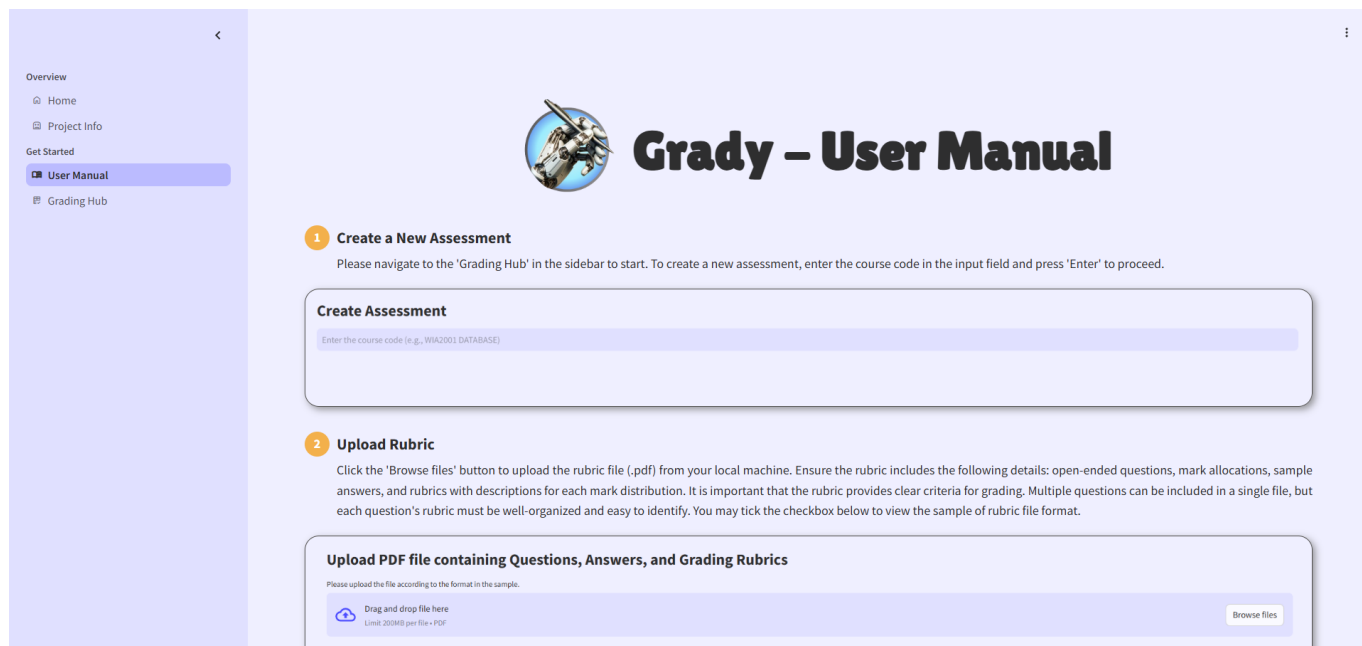 Overview
Home
Project Info
Get Started
User Manual
Grading Hub
Grady – User Manual
1 Create a New Assessment
Please navigate to the 'Grading Hub' in the sidebar to start. To create a new assessment, enter the course code in the input field and press 'Enter' to proceed.
Create Assessment
Enter the course code (e.g., WIA2001 DATABASE)
2 Upload Rubric
Click the 'Browse files' button to upload the rubric file (.pdf) from your local machine. Ensure the rubric includes the following details: open-ended questions, mark allocations, sample
answers, and rubrics with descriptions for each mark distribution. It is important that the rubric provides clear criteria for grading. Multiple questions can be included in a single file, but
each question's rubric must be well-organized and easy to identify. You may tick the checkbox below to view the sample of rubric file format.
Upload PDF file containing Questions, Answers, and Grading Rubrics
Please upload the file according to the format in the sample.
Drag and drop file here
Limit 200MB per file • PDF
Browse files